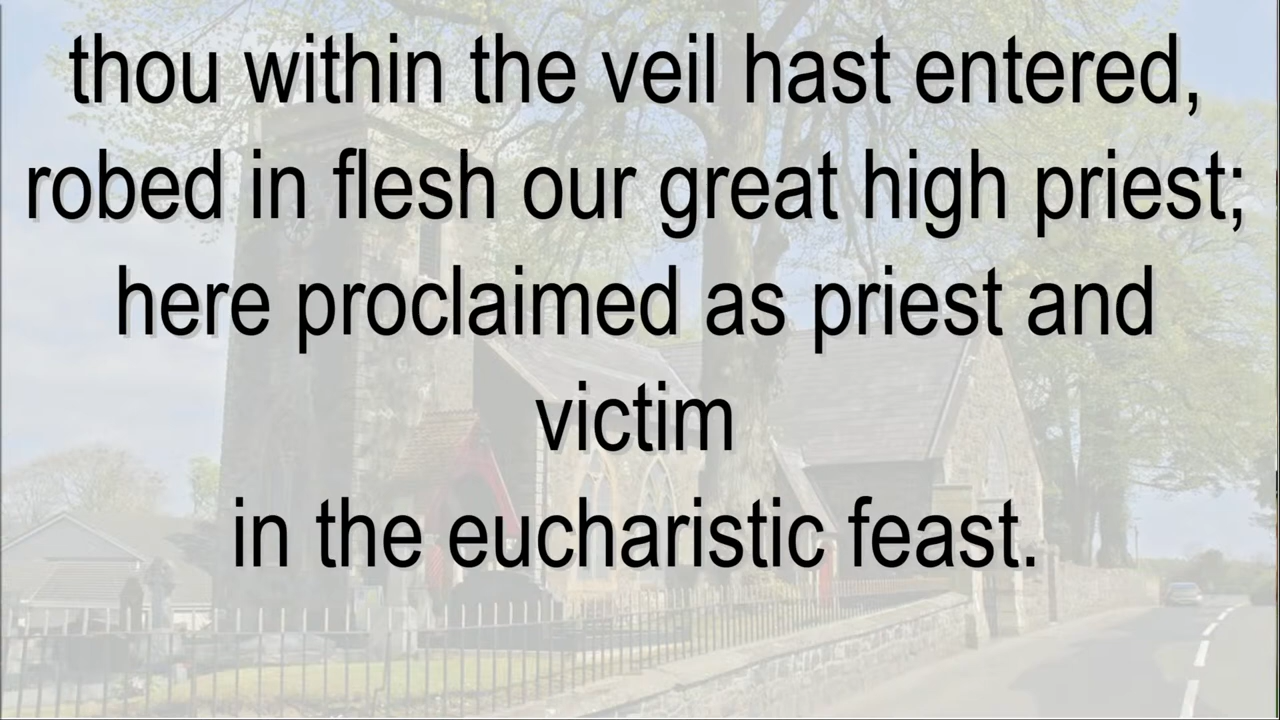 thou within the veil hast entered,
robed in flesh our great high priest;
here proclaimed as priest and
victim
in the eucharistic feast.